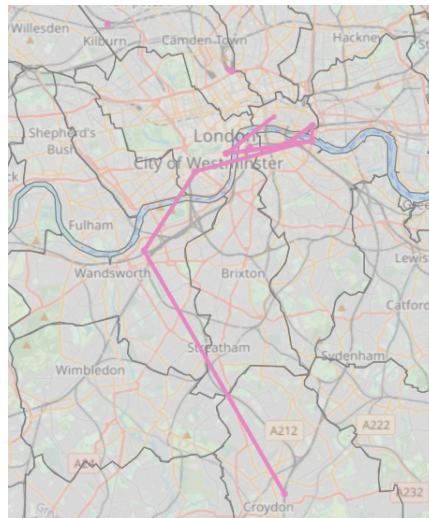 Willesden
Kilburn
Camden Town
Hackney
Shepherd's
Bush
London
City of Westminster
Fulham
Wandsworth
Brixton
Lewis
Catford
Streatham
Sydenham
Wimbledon
A212
A222
A232
Croydon